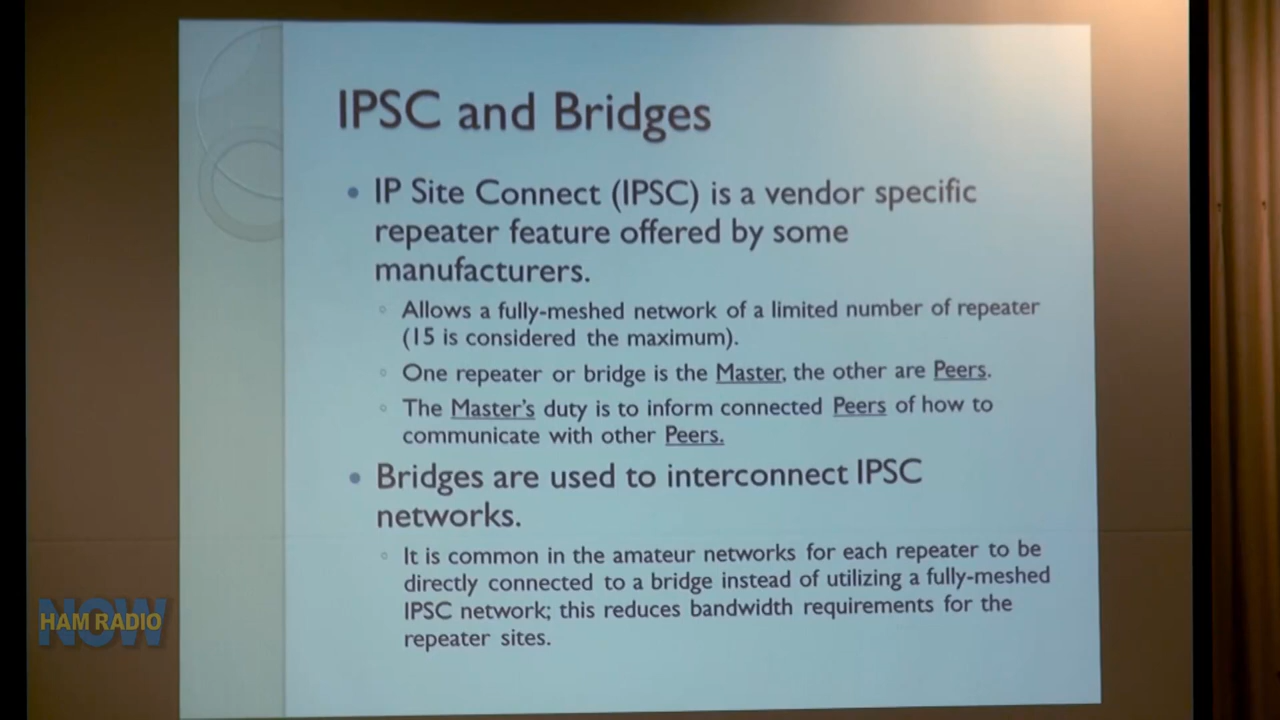 IPSC and Bridges
• IP Site Connect (IPSC) is a vendor specific
repeater feature offered by some
manufacturers.
◦ Allows a fully-meshed network of a limited number of repeater
(15 is considered the maximum).
◦ One repeater or bridge is the Master, the other are Peers.
◦ The Master's duty is to inform connected Peers of how to
communicate with other Peers.
• Bridges are used to interconnect IPSC
networks.
◦ It is common in the amateur networks for each repeater to be
directly connected to a bridge instead of utilizing a fully-meshed
IPSC network; this reduces bandwidth requirements for the
repeater sites.
NOW
HAM RADIO